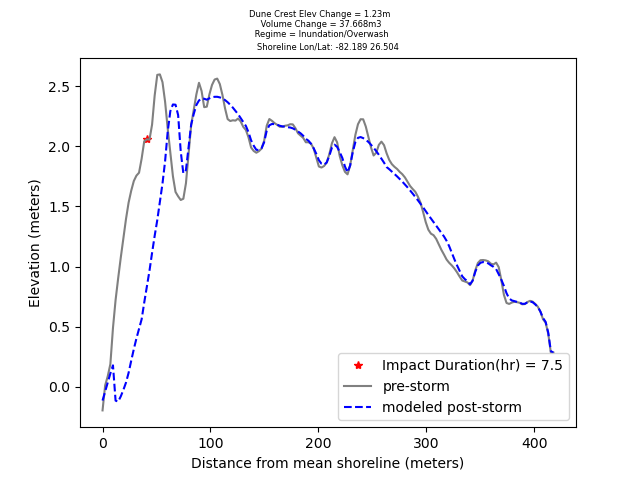 Dune Crest Elev Change = 1.23m
Volume Change = 37.668m3
Regime = Inundation/Overwash
Shoreline Lon/Lat: -82.189 26.504
2.5
2.0
1.5
1.0
0.5
0.0
Elevation (meters)
Impact Duration(hr) = 7.5
pre-storm
modeled post-storm
0 100 200 300 400
Distance from mean shoreline (meters)